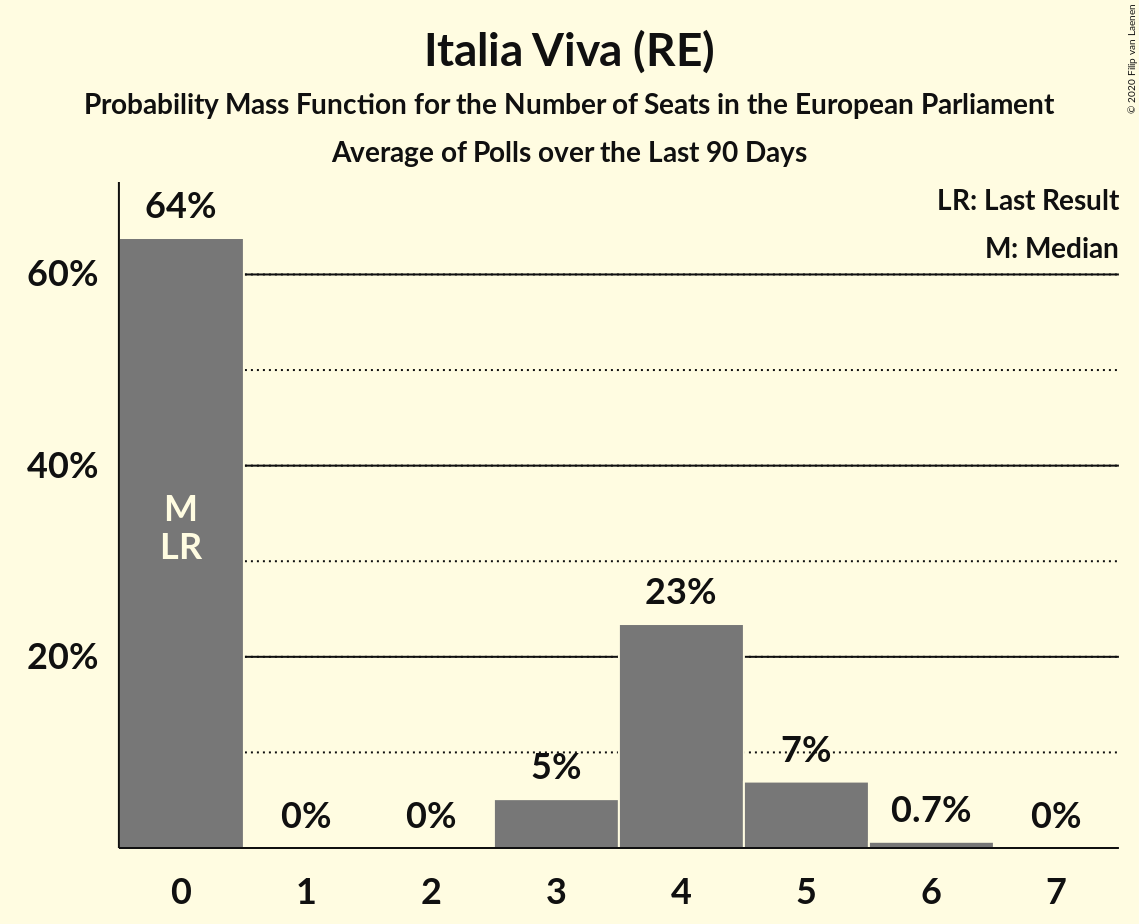 Italia Viva (RE)
Probability Mass Function for the Number of Seats in the European Parliament
Average of Polls over the Last 90 Days
© 2020 Filip van Laenen
LR: Last Result
M: Median
64%
60%
40%
M
LR
23%
20%
7%
5%
0.7%
0%
0%
0%
0 1 2 3 4 5 6 7